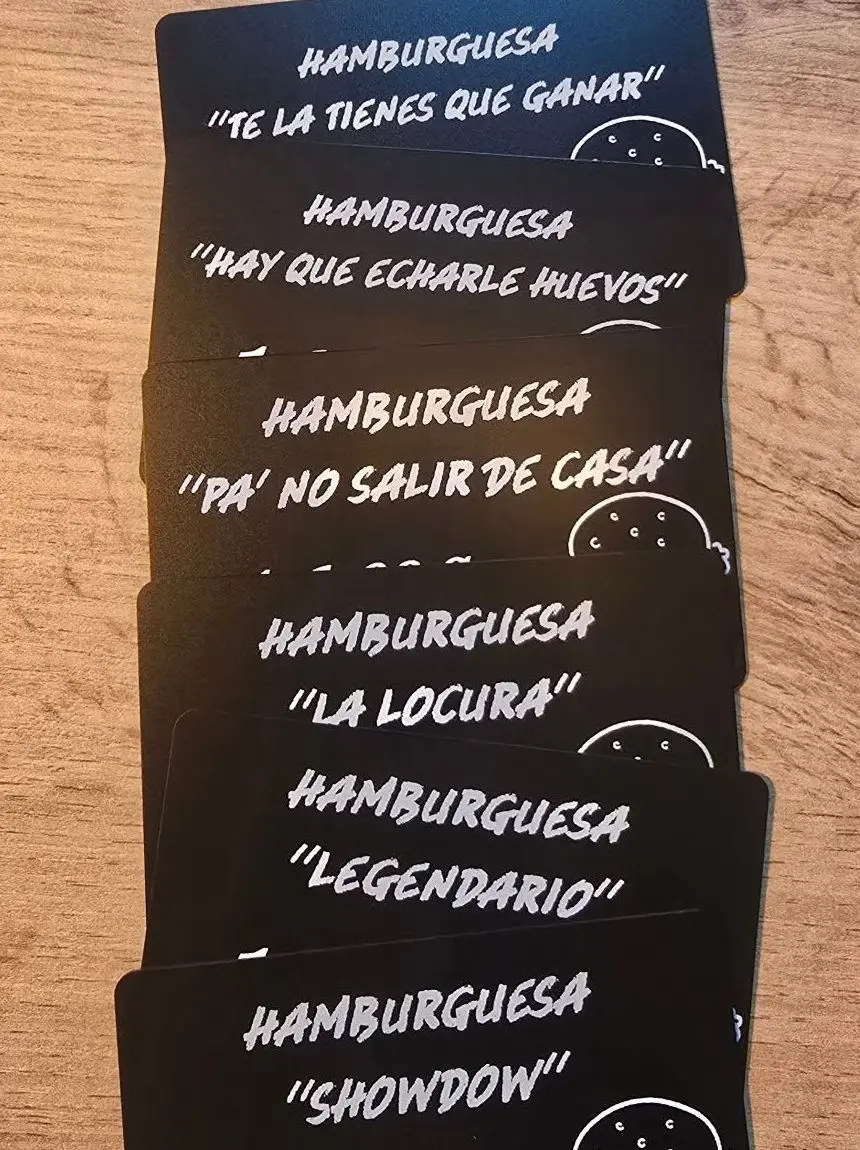 HAMBURGUESA
"TE LA TIENES QUE GANAR"
HAMBURGUESA
"HAY QUE ECHARLE HUEVOS"
HAMBURGUESA
"PA' NO SALIR DE CASA"
HAMBURGUESA
"LA LOCURA"
HAMBURGUESA
"LEGENDARIO"
HAMBURGUESA
"SHOWDOW"